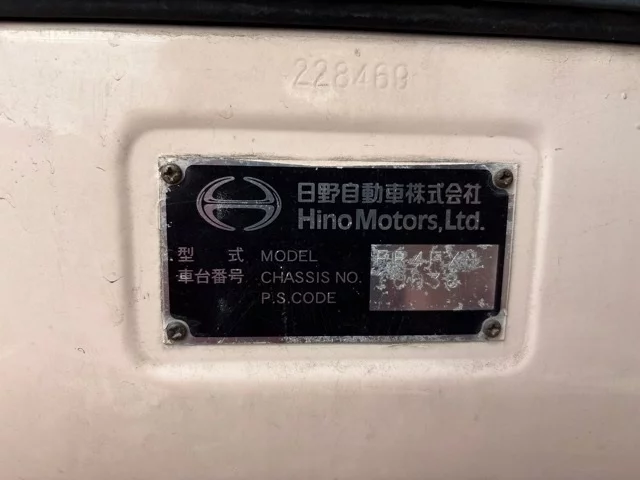 228469
日野自動車株式会社
Hino Motors, Ltd.
型 式 MODEL
車台番号 CHASSIS NO.
P.S.CODE